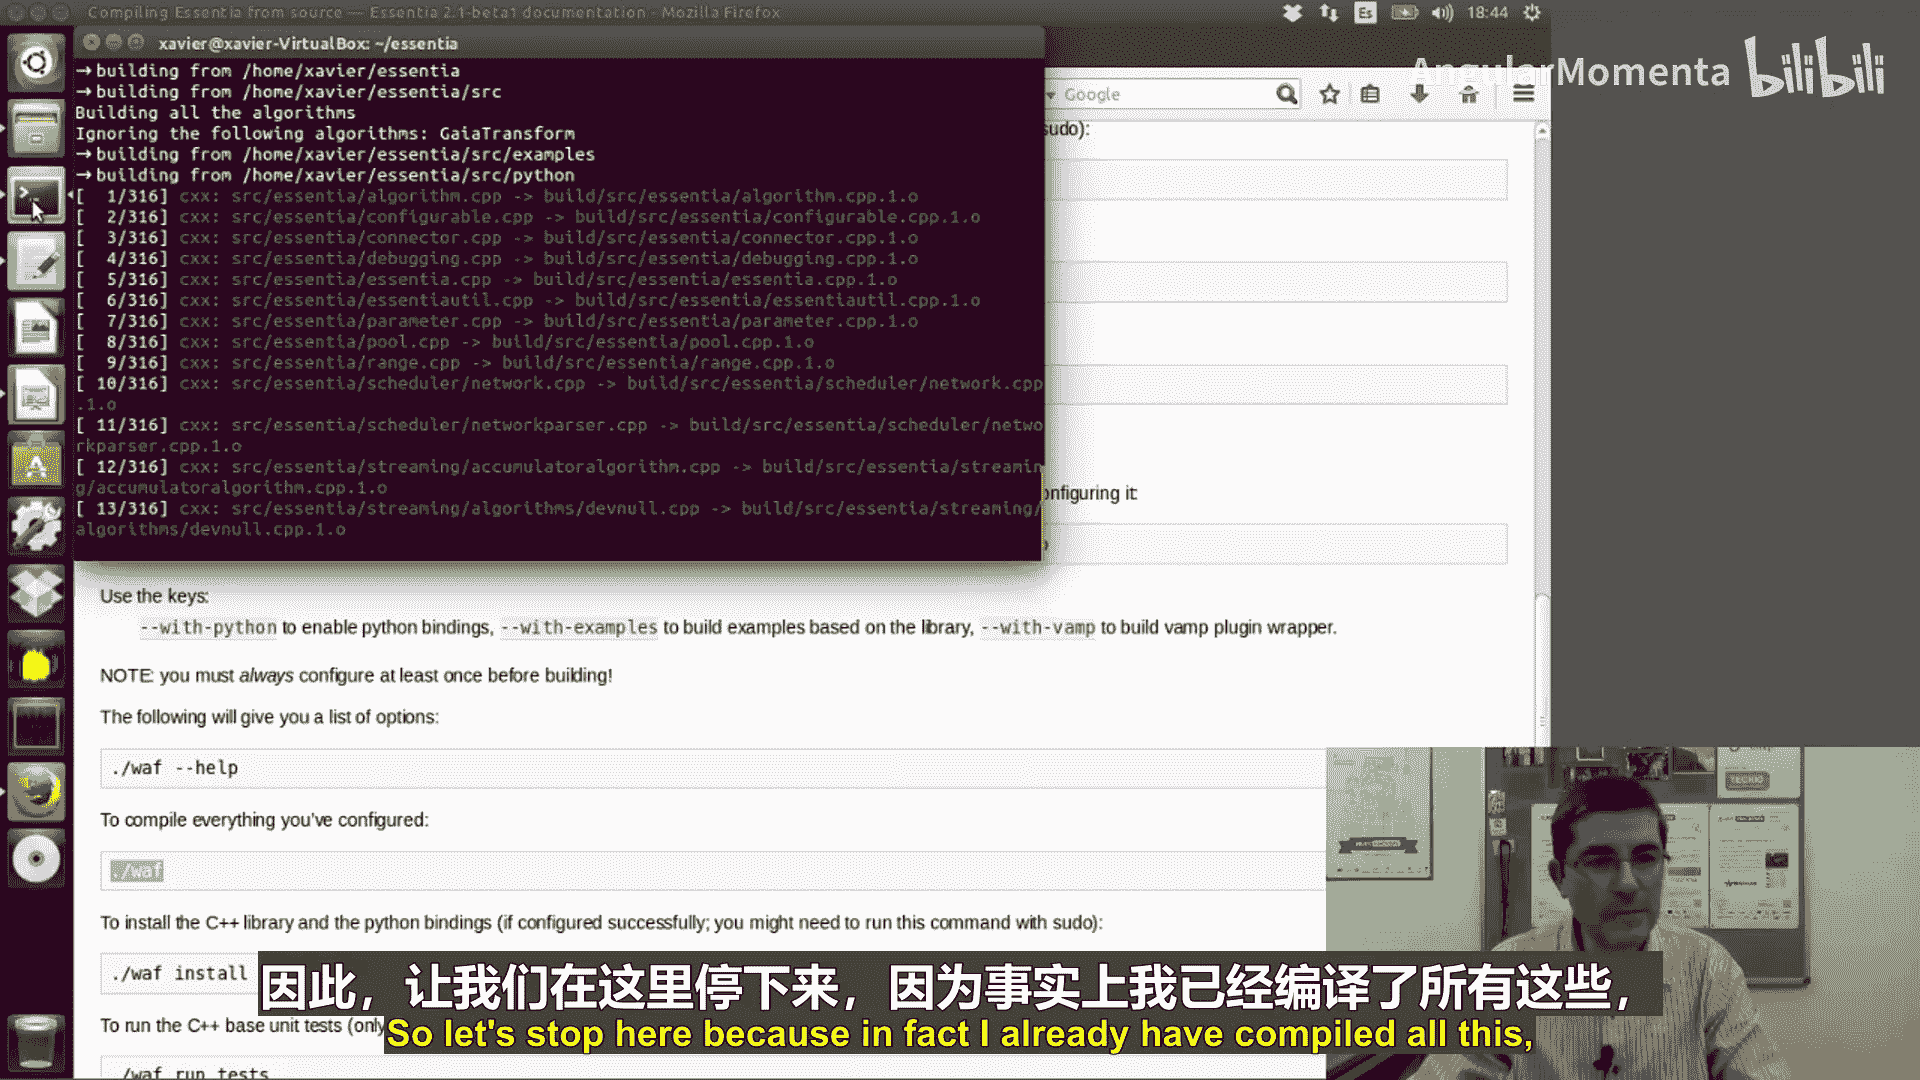 Compiling Essentia from source — Essentia 2.1-beta1 documentation - Mozilla Firefox
Es
18:44
xavier@xavier-VirtualBox: ~/essentia
AngularMomenta bilibili
Google
→building from /home/xavier/essentia
→building from /home/xavier/essentia/src
Building all the algorithms
Ignoring the following algorithms: GaiaTransform
→building from /home/xavier/essentia/src/examples
→building from /home/xavier/essentia/src/python
[  1/316] cxx: src/essentia/algorithm.cpp -> build/src/essentia/algorithm.cpp.1.o
[  2/316] cxx: src/essentia/configurable.cpp -> build/src/essentia/configurable.cpp.1.o
[  3/316] cxx: src/essentia/connector.cpp -> build/src/essentia/connector.cpp.1.o
[  4/316] cxx: src/essentia/debugging.cpp -> build/src/essentia/debugging.cpp.1.o
[  5/316] cxx: src/essentia/essentia.cpp -> build/src/essentia/essentia.cpp.1.o
[  6/316] cxx: src/essentia/essentiautil.cpp -> build/src/essentia/essentiautil.cpp.1.o
[  7/316] cxx: src/essentia/parameter.cpp -> build/src/essentia/parameter.cpp.1.o
[  8/316] cxx: src/essentia/pool.cpp -> build/src/essentia/pool.cpp.1.o
[  9/316] cxx: src/essentia/range.cpp -> build/src/essentia/range.cpp.1.o
[ 10/316] cxx: src/essentia/scheduler/network.cpp -> build/src/essentia/scheduler/network.cpp
.1.o
[ 11/316] cxx: src/essentia/scheduler/networkparser.cpp -> build/src/essentia/scheduler/netwo
rkparser.cpp.1.o
[ 12/316] cxx: src/essentia/streaming/accumulatoralgorithm.cpp -> build/src/essentia/streamin
g/accumulatoralgorithm.cpp.1.o
[ 13/316] cxx: src/essentia/streaming/algorithms/devnull.cpp -> build/src/essentia/streaming/
algorithms/devnull.cpp.1.o
sudo):
onfiguring it:
Use the keys:
--with-python to enable python bindings, --with-examples to build examples based on the library, --with-vamp to build vamp plugin wrapper.
NOTE: you must always configure at least once before building!
The following will give you a list of options:
./waf --help
To compile everything you've configured:
./waf
To install the C++ library and the python bindings (if configured successfully; you might need to run this command with sudo):
./waf install
To run the C++ base unit tests (only
./waf run_tests
因此，让我们在这里停下来，因为事实上我已经编译了所有这些，
So let's stop here because in fact I already have compiled all this,